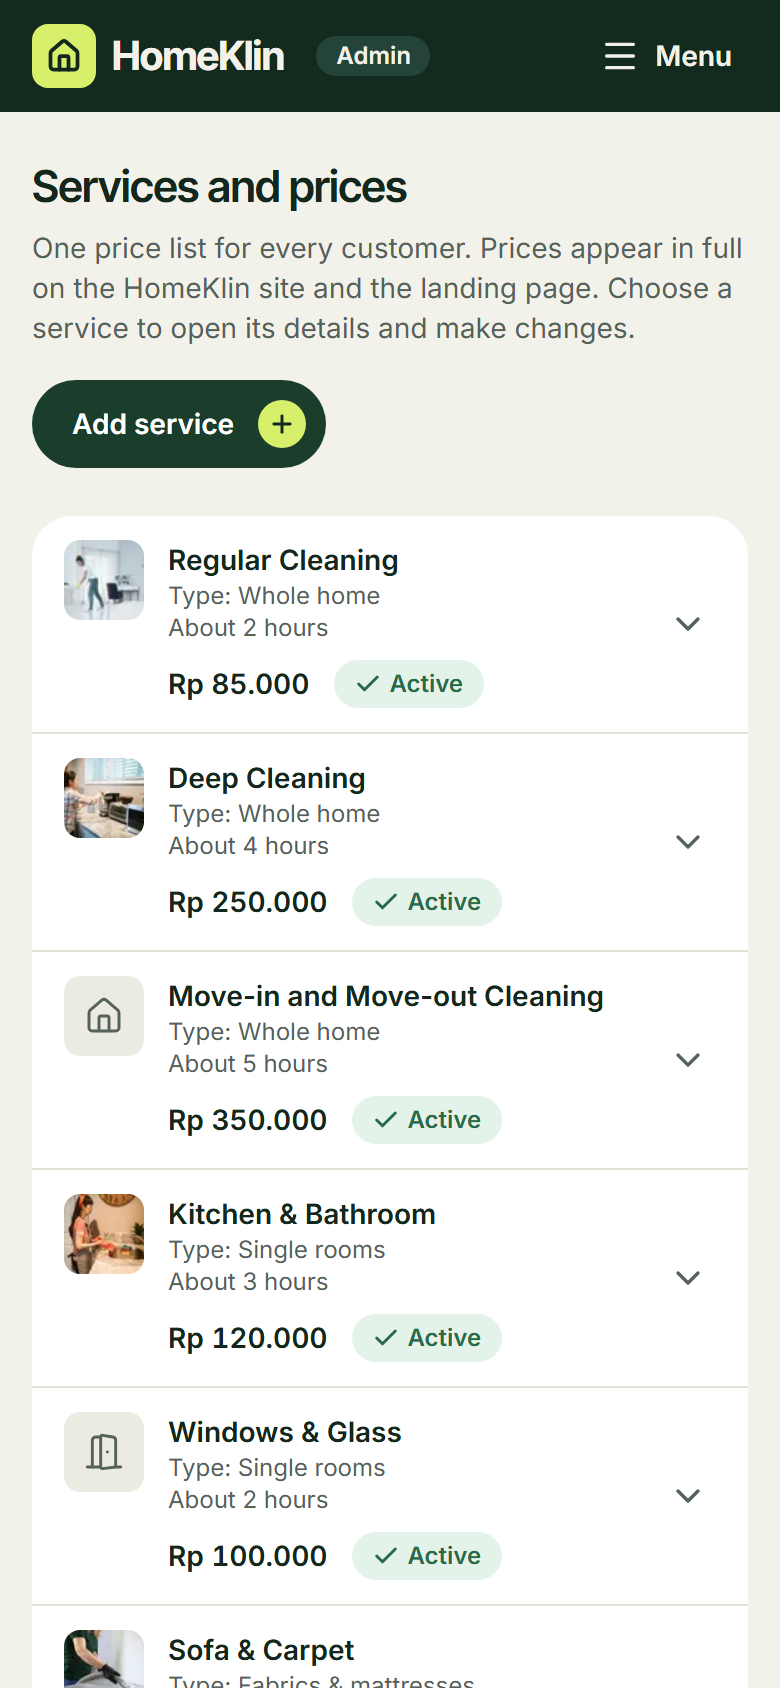 HomeKlin
Admin
Menu
Services and prices
One price list for every customer. Prices appear in full
on the HomeKlin site and the landing page. Choose a
service to open its details and make changes.
Add service
Regular Cleaning
Type: Whole home
About 2 hours
Rp 85.000
Active
Deep Cleaning
Type: Whole home
About 4 hours
Rp 250.000
Active
Move-in and Move-out Cleaning
Type: Whole home
About 5 hours
Rp 350.000
Active
Kitchen & Bathroom
Type: Single rooms
About 3 hours
Rp 120.000
Active
Windows & Glass
Type: Single rooms
About 2 hours
Rp 100.000
Active
Sofa & Carpet
Type: Fabrics & mattresses